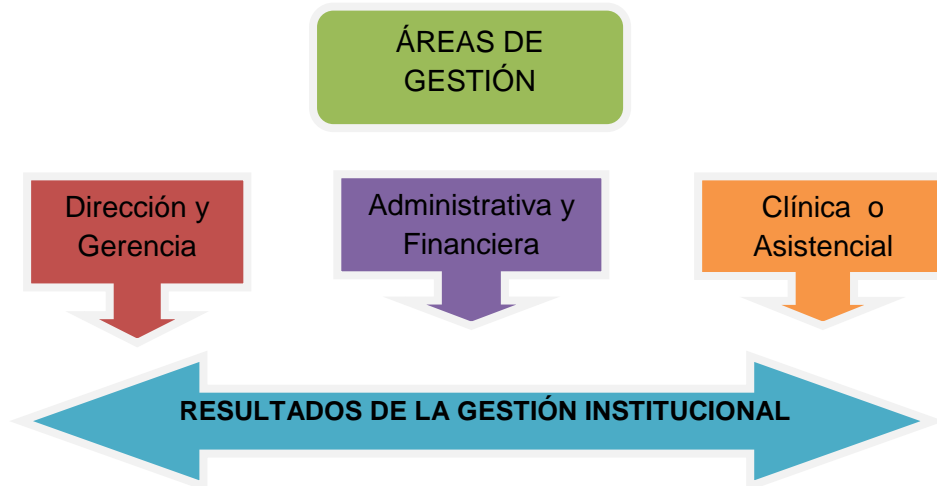 ÁREAS DE
GESTIÓN
Dirección y
Gerencia
Administrativa y
Financiera
Clínica o
Asistencial
RESULTADOS DE LA GESTIÓN INSTITUCIONAL